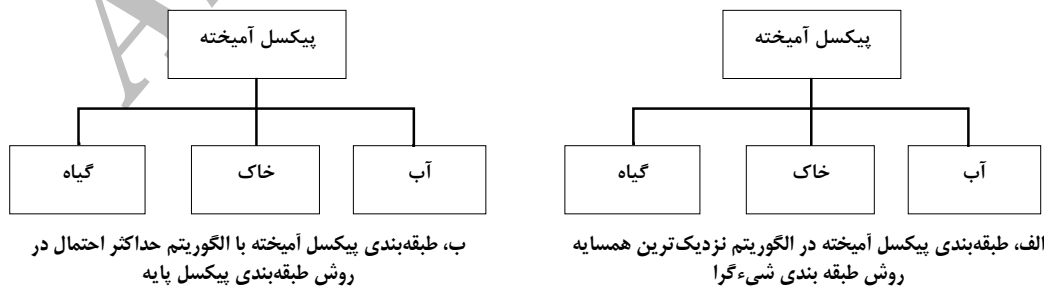 پیکسل آمیخته
آب
خاک
گیاه
الف، طبقه‌بندی پیکسل آمیخته در الگوریتم نزدیک‌ترین همسایه
روش طبقه بندی شیءگرا
پیکسل آمیخته
آب
خاک
گیاه
ب، طبقه‌بندی پیکسل آمیخته با الگوریتم حداکثر احتمال در
روش طبقه‌بندی پیکسل پایه